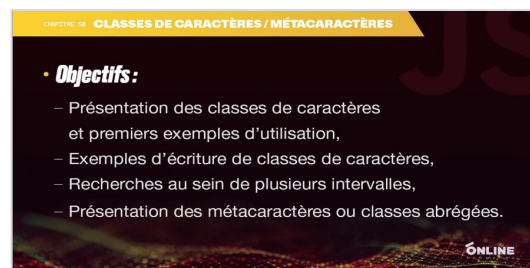 CHAPITRE 58 CLASSES DE CARACTÈRES / MÉTACARACTÈRES
JS
• Objectifs :
– Présentation des classes de caractères
et premiers exemples d'utilisation,
– Exemples d'écriture de classes de caractères,
– Recherches au sein de plusieurs intervalles,
– Présentation des métacaractères ou classes abrégées.
ONLINE